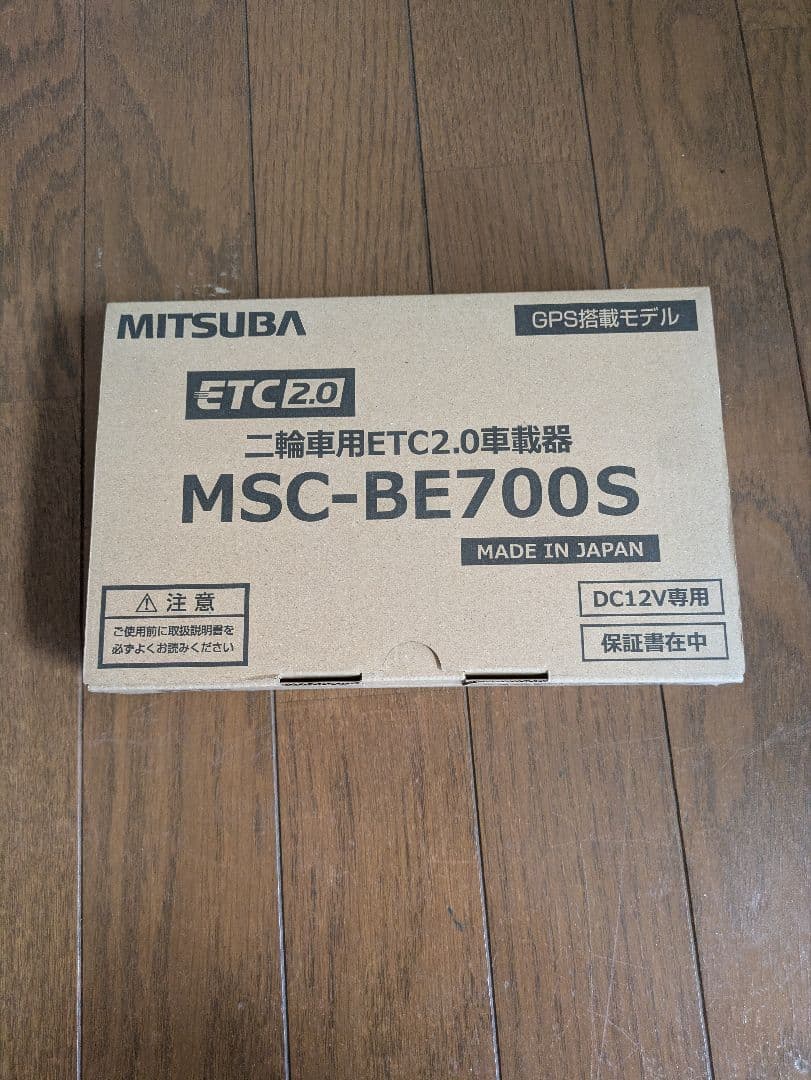 MITSUBA
GPS搭載モデル
ETC2.0
二輪車用ETC2.0車載器
MSC-BE700S
MADE IN JAPAN
⚠ 注意
ご使用前に取扱説明書を
必ずよくお読みください
DC12V専用
保証書在中